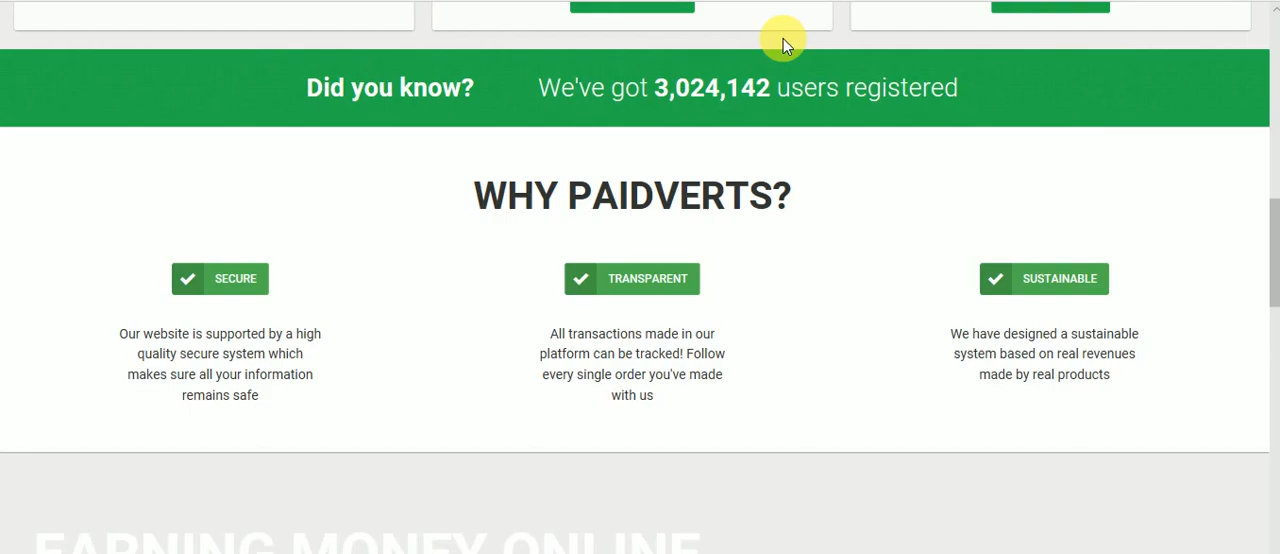 Did you know? We've got 3,024,142 users registered
WHY PAIDVERTS?
SECURE
Our website is supported by a high
quality secure system which
makes sure all your information
remains safe
TRANSPARENT
All transactions made in our
platform can be tracked! Follow
every single order you've made
with us
SUSTAINABLE
We have designed a sustainable
system based on real revenues
made by real products
EARNING MONEY ONLINE